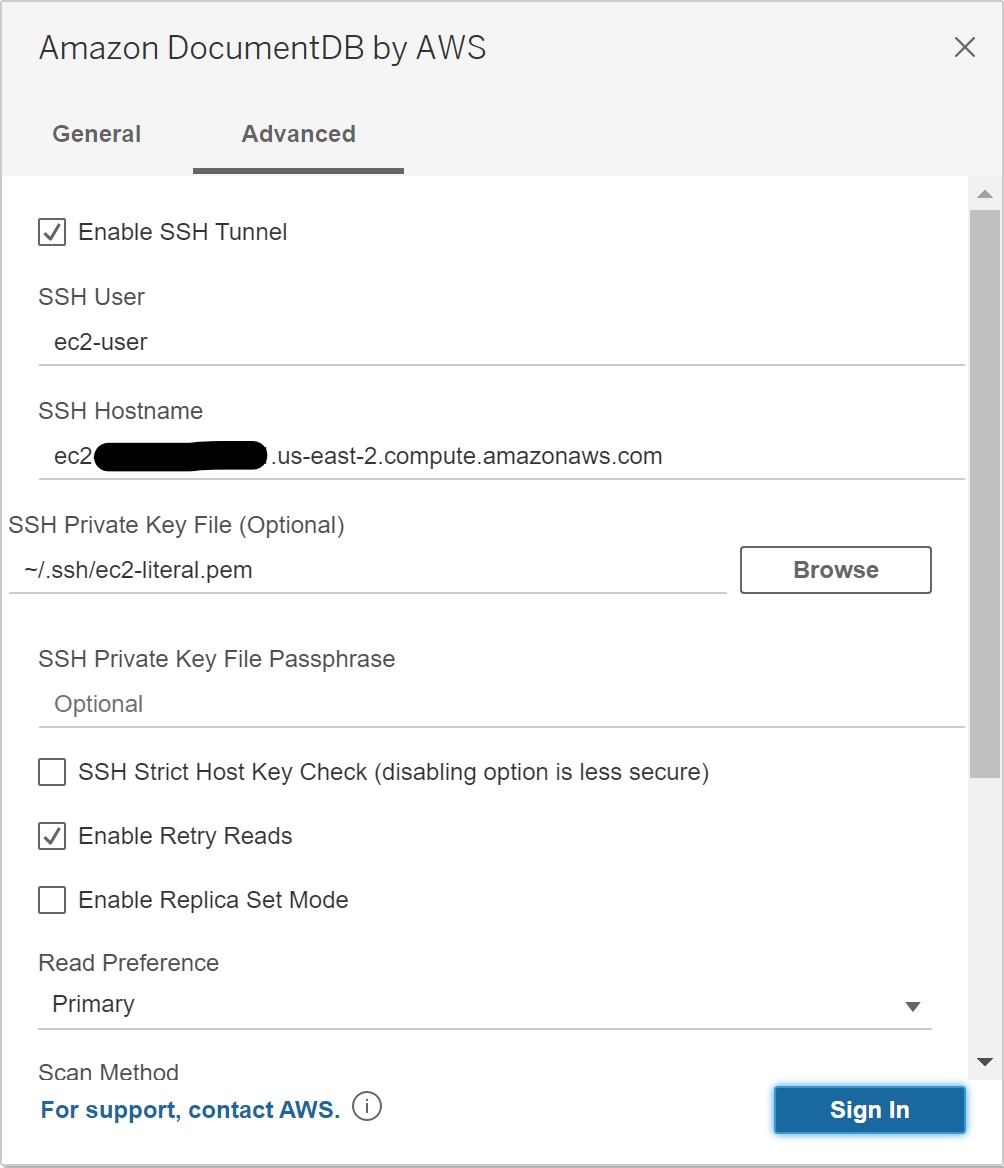 Amazon DocumentDB by AWS
General Advanced
Enable SSH Tunnel
SSH User
ec2-user
SSH Hostname
ec2 .us-east-2.compute.amazonaws.com
SSH Private Key File (Optional)
~/.ssh/ec2-literal.pem Browse
SSH Private Key File Passphrase
Optional
SSH Strict Host Key Check (disabling option is less secure)
Enable Retry Reads
Enable Replica Set Mode
Read Preference
Primary
Scan Method
For support, contact AWS. Sign In